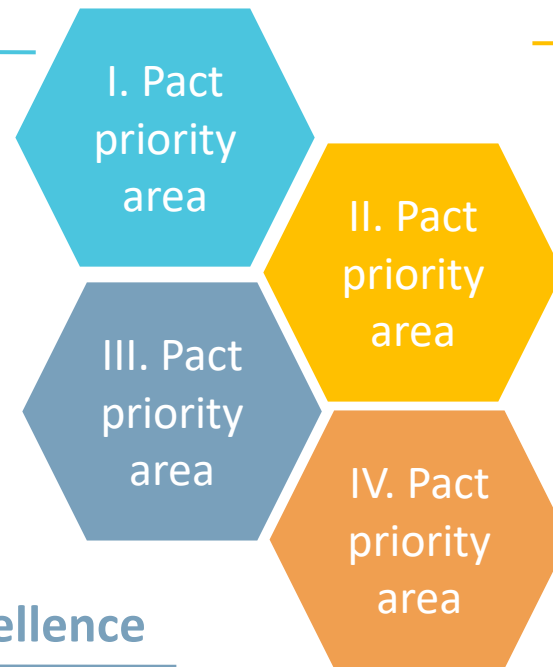 I. Pact
priority
area
II. Pact
priority
area
III. Pact
priority
area
IV. Pact
priority
area
ellence